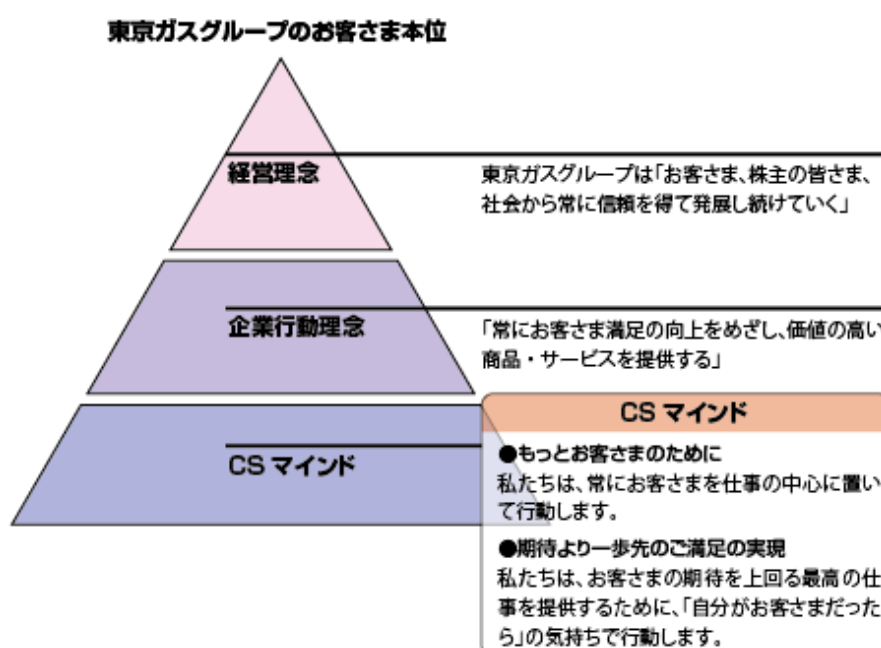 東京ガスグループのお客さま本位
経営理念
東京ガスグループは「お客さま、株主の皆さま、
社会から常に信頼を得て発展し続けていく」
企業行動理念
「常にお客さま満足の向上をめざし、価値の高い
商品・サービスを提供する」
CS マインド
CS マインド
●もっとお客さまのために
私たちは、常にお客さまを仕事の中心に置い
て行動します。
●期待より一歩先のご満足の実現
私たちは、お客さまの期待を上回る最高の仕
事を提供するために、「自分がお客さまだった
ら」の気持ちで行動します。